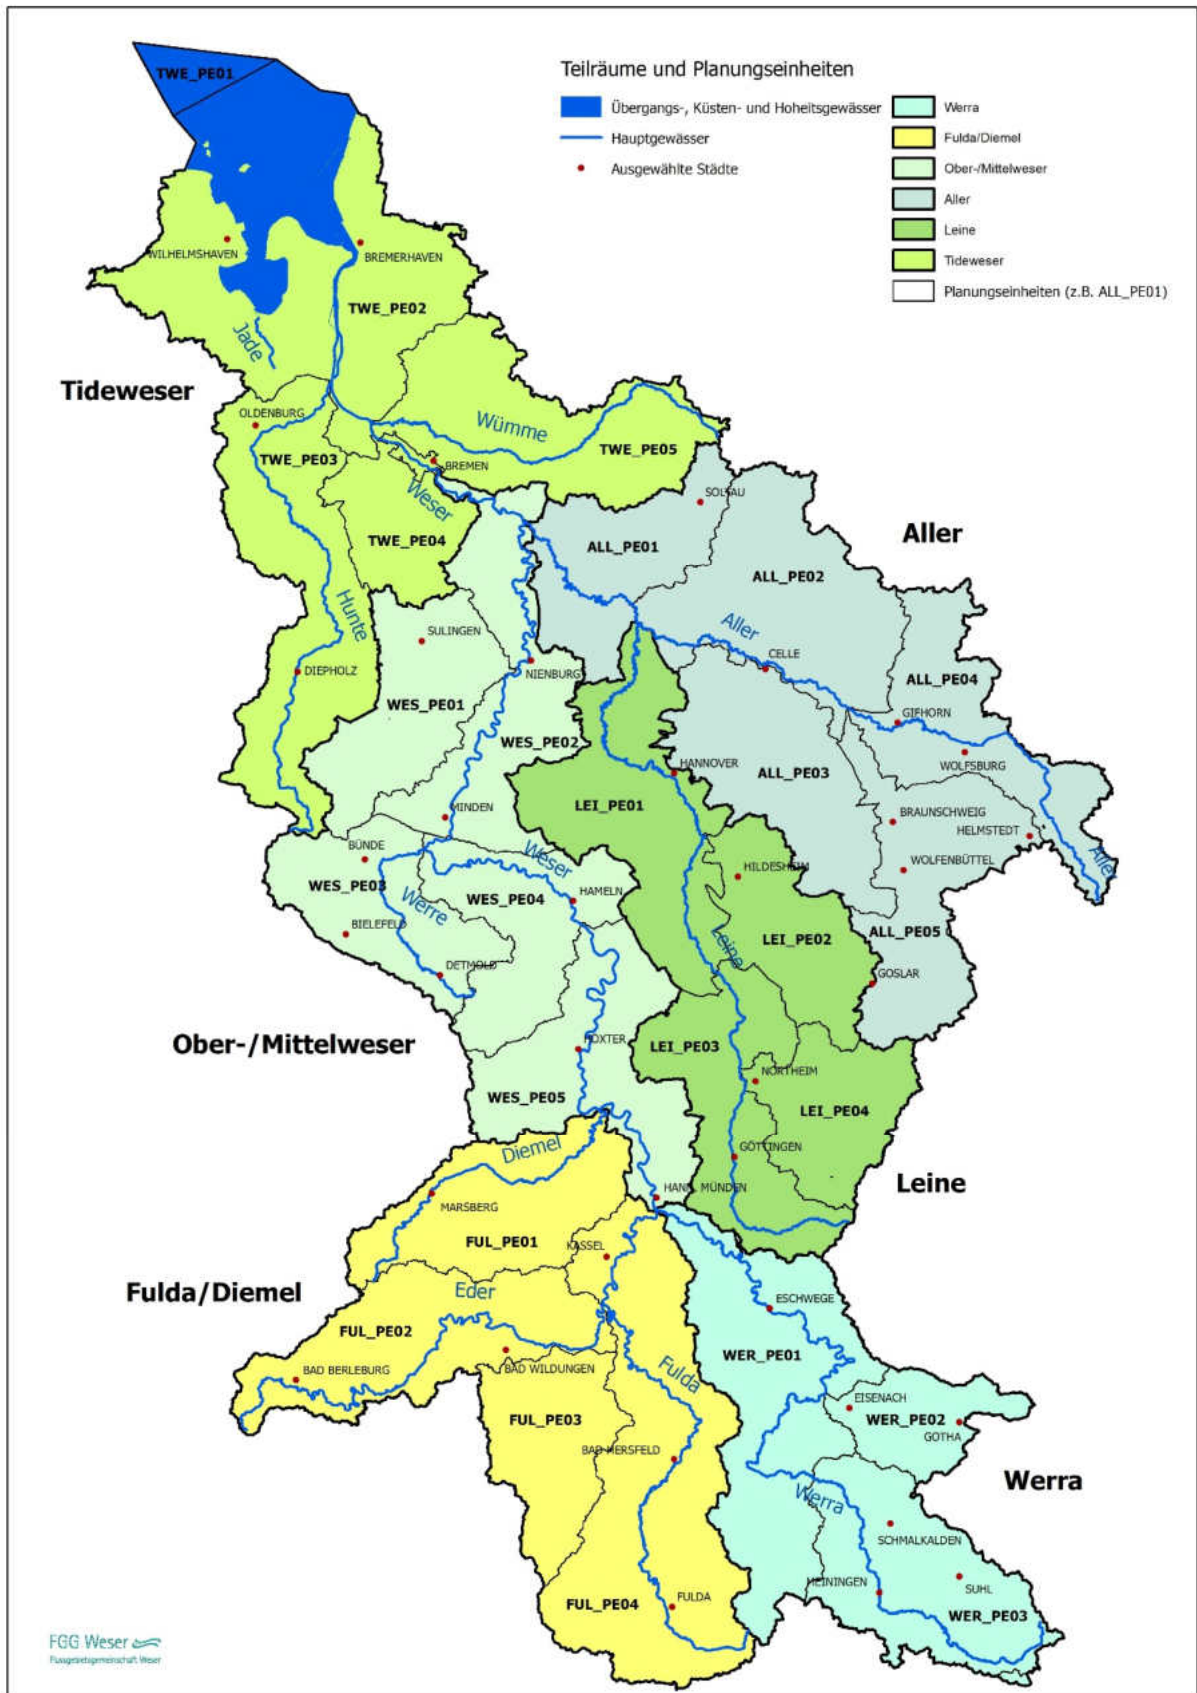 TWE_PE01
Teilräume und Planungseinheiten
Übergangs-, Küsten- und Hoheitsgewässer
Hauptgewässer
Ausgewählte Städte
Werra
Fulda/Diemel
Ober-/Mittelweser
Aller
Leine
Tideweser
Planungseinheiten (z.B. ALL_PE01)
WILHELMSHAVEN
BREMERHAVEN
TWE_PE02
Jade
Tideweser
OLDENBURG
Wümme
TWE_PE03
TWE_PE05
BREMEN
Weser
SOLTAU
TWE_PE04
ALL_PE01
Aller
ALL_PE02
Hunte
SULINGEN
Aller
DIEPHOLZ
NIENBURG
CELLE
ALL_PE04
WES_PE01
GIFHORN
WES_PE02
HANNOVER
ALL_PE03
WOLFSBURG
LEI_PE01
MINDEN
BRAUNSCHWEIG
HELMSTEDT
BÜNDE
Weser
HILDESHEIM
WOLFENBÜTTEL
Aller
WES_PE03
WES_PE04
HAMELN
Werre
BIELEFELD
ALL_PE05
LEI_PE02
Leine
DETMOLD
GOSLAR
Ober-/Mittelweser
HÖXTER
LEI_PE03
NORTHEIM
WES_PE05
LEI_PE04
Diemel
GÖTTINGEN
Leine
MARSBERG
HANN. MÜNDEN
FUL_PE01
KASSEL
Fulda/Diemel
Eder
ESCHWEGE
FUL_PE02
WER_PE01
BAD BERLEBURG
BAD WILDUNGEN
Fulda
EISENACH
FUL_PE03
WER_PE02
GOTHA
BAD HERSFELD
Werra
Werra
SCHMALKALDEN
MEININGEN
SUHL
FUL_PE04
FULDA
WER_PE03
FGG Weser
Flussgebietsgemeinschaft Weser